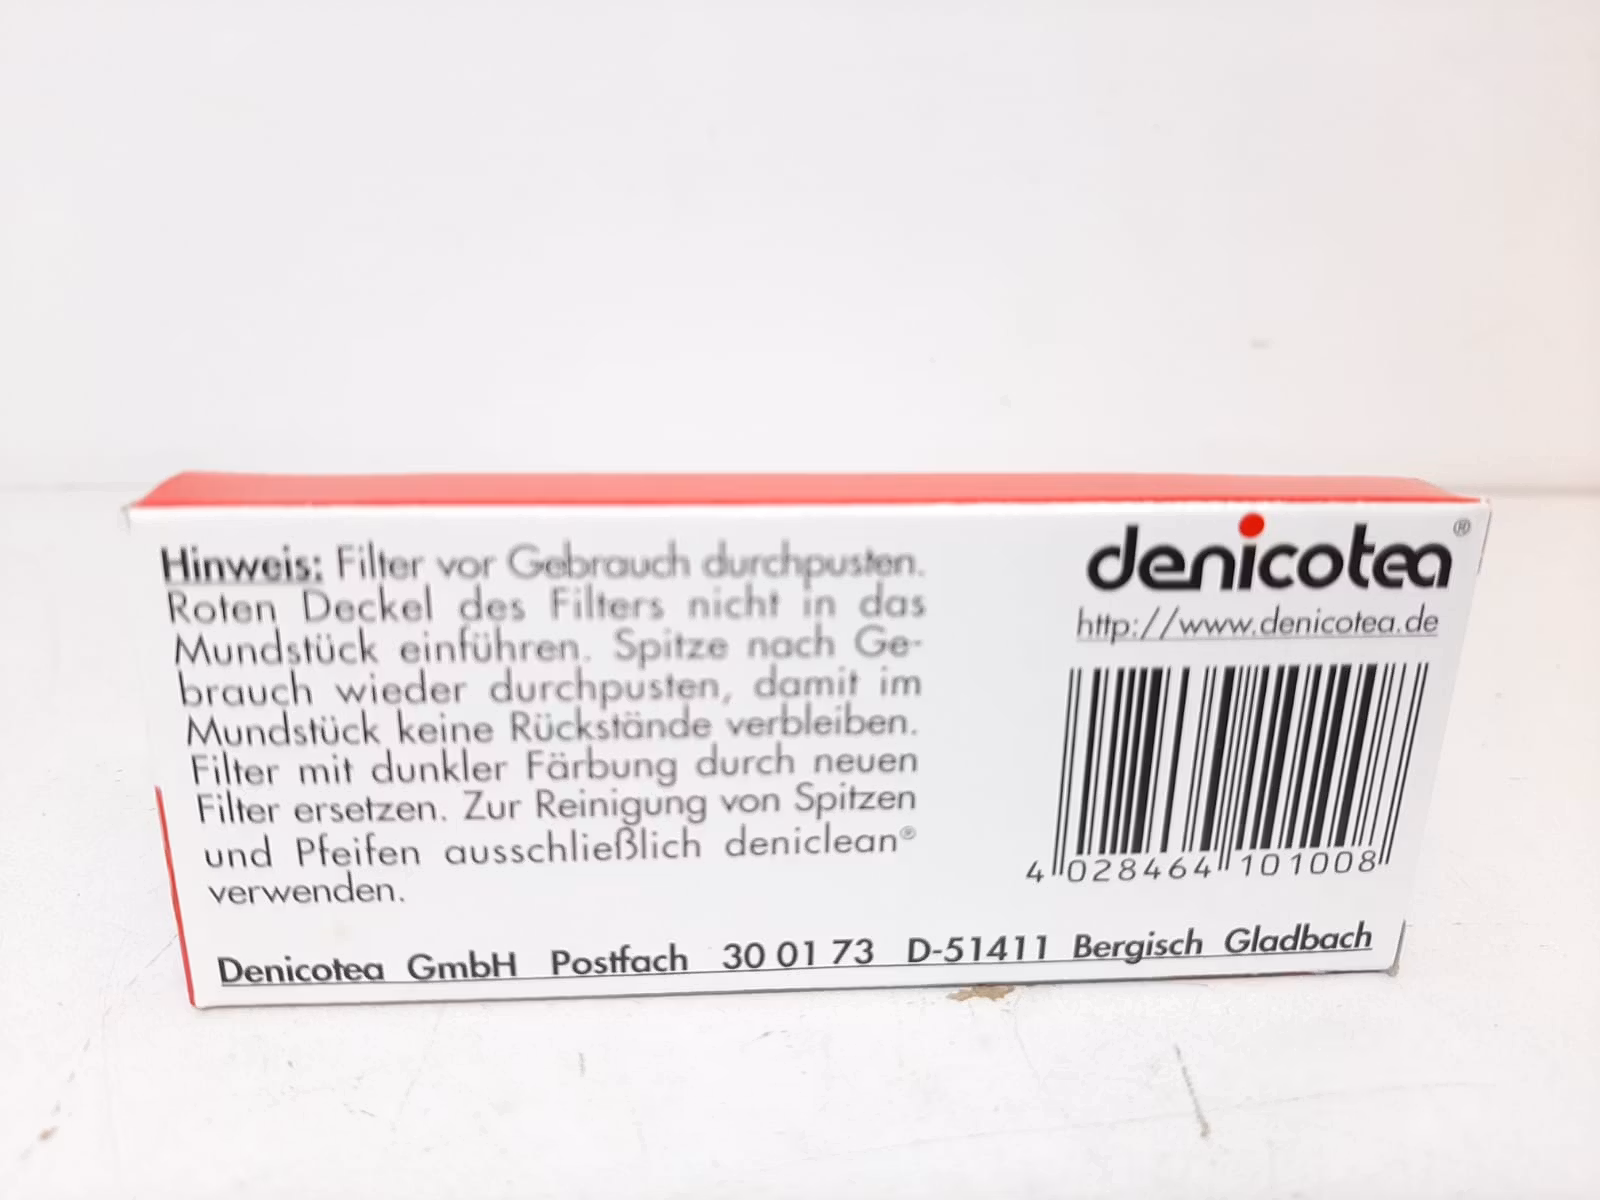 Hinweis: Filter vor Gebrauch durchpusten.
Roten Deckel des Filters nicht in das
Mundstück einführen. Spitze nach Ge-
brauch wieder durchpusten, damit im
Mundstück keine Rückstände verbleiben.
Filter mit dunkler Färbung durch neuen
Filter ersetzen. Zur Reinigung von Spitzen
und Pfeifen ausschließlich deniclean®
verwenden.
denicotea®
http://www.denicotea.de
4 028464 101008
Denicotea GmbH Postfach 30 01 73 D-51411 Bergisch Gladbach